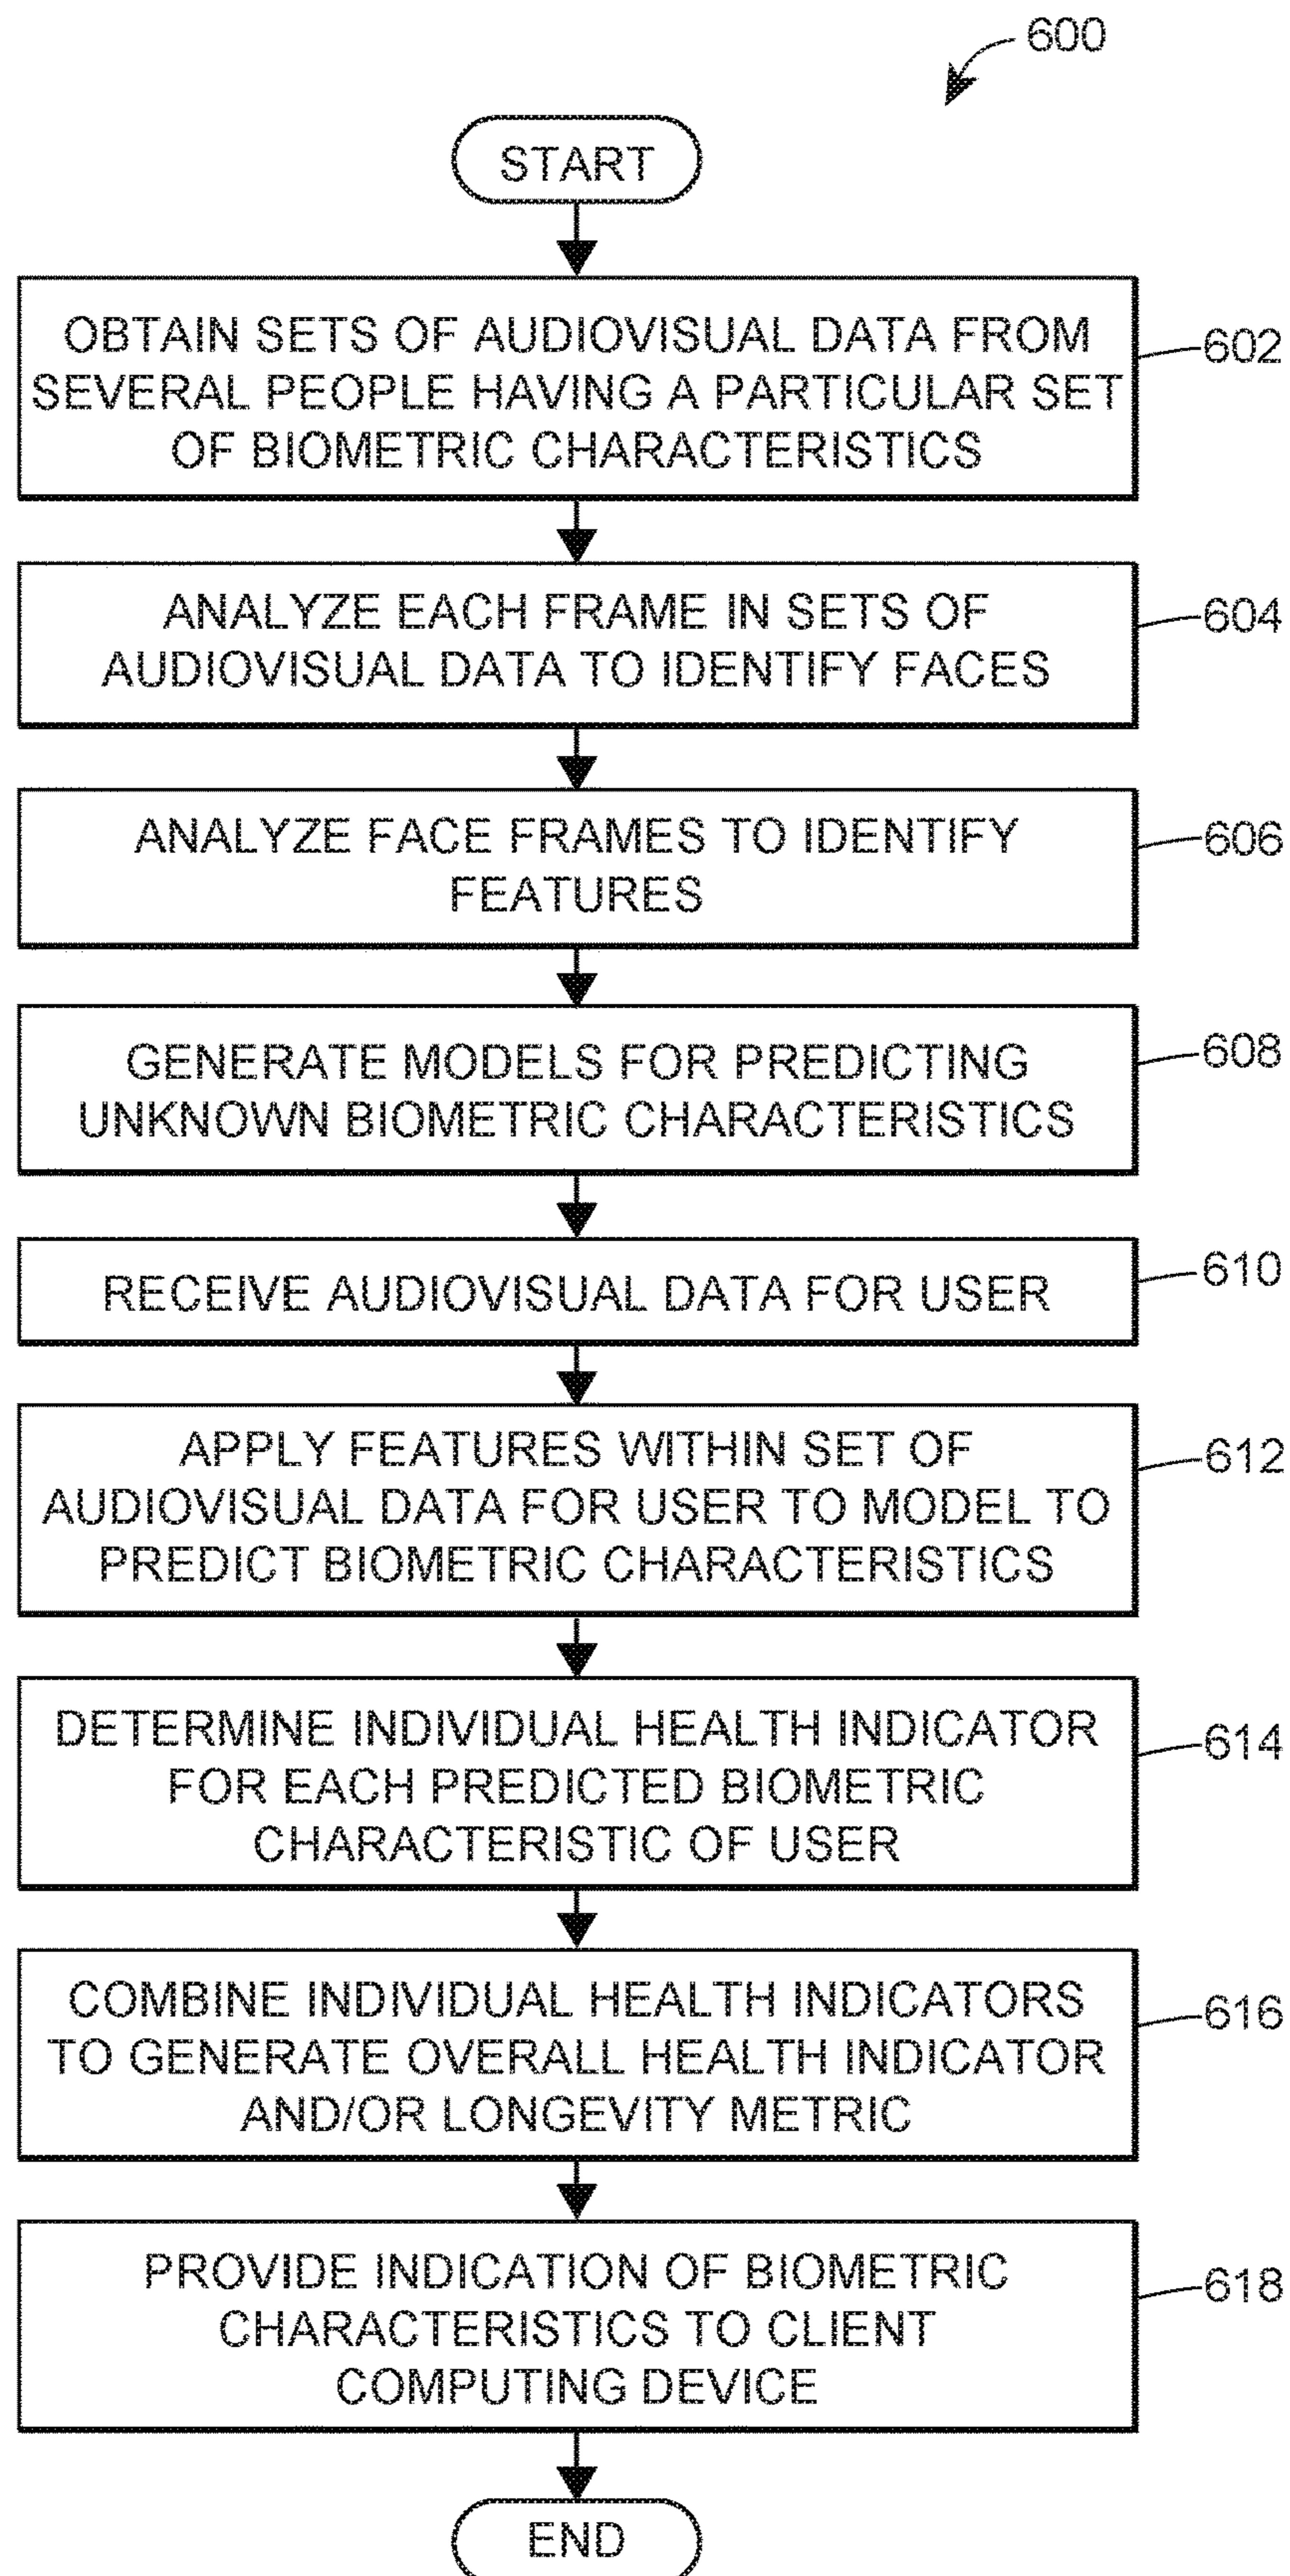 600
START
OBTAIN SETS OF AUDIOVISUAL DATA FROM
SEVERAL PEOPLE HAVING A PARTICULAR SET
OF BIOMETRIC CHARACTERISTICS
602
ANALYZE EACH FRAME IN SETS OF
AUDIOVISUAL DATA TO IDENTIFY FACES
604
ANALYZE FACE FRAMES TO IDENTIFY
FEATURES
606
GENERATE MODELS FOR PREDICTING
UNKNOWN BIOMETRIC CHARACTERISTICS
608
RECEIVE AUDIOVISUAL DATA FOR USER
610
APPLY FEATURES WITHIN SET OF
AUDIOVISUAL DATA FOR USER TO MODEL TO
PREDICT BIOMETRIC CHARACTERISTICS
612
DETERMINE INDIVIDUAL HEALTH INDICATOR
FOR EACH PREDICTED BIOMETRIC
CHARACTERISTIC OF USER
614
COMBINE INDIVIDUAL HEALTH INDICATORS
TO GENERATE OVERALL HEALTH INDICATOR
AND/OR LONGEVITY METRIC
616
PROVIDE INDICATION OF BIOMETRIC
CHARACTERISTICS TO CLIENT
COMPUTING DEVICE
618
END